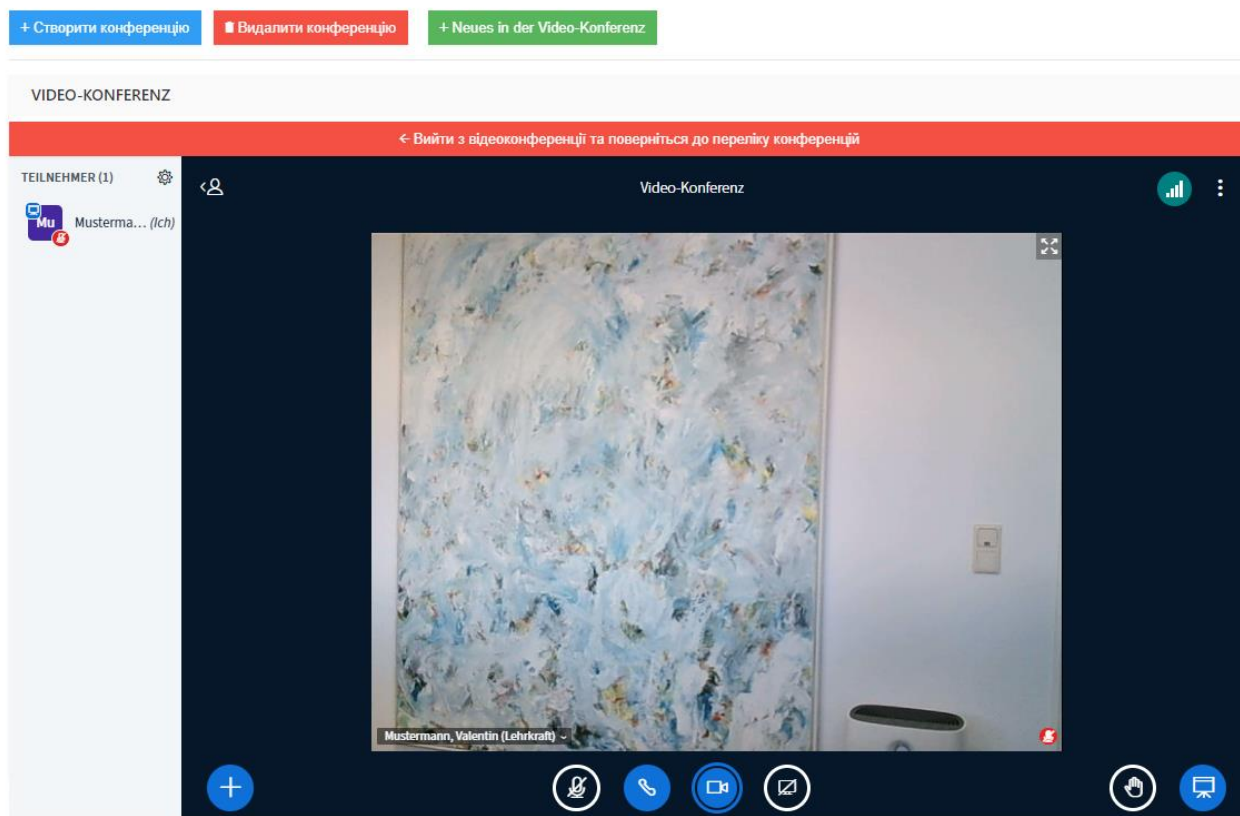 + Створити конференцію
Видалити конференцію
+ Neues in der Video-Konferenz
VIDEO-KONFERENZ
← Вийти з відеоконференції та поверніться до переліку конференцій
TEILNEHMER (1)
Video-Konferenz
Mu
Musterma... (Ich)
Mustermann, Valentin (Lehrkraft)